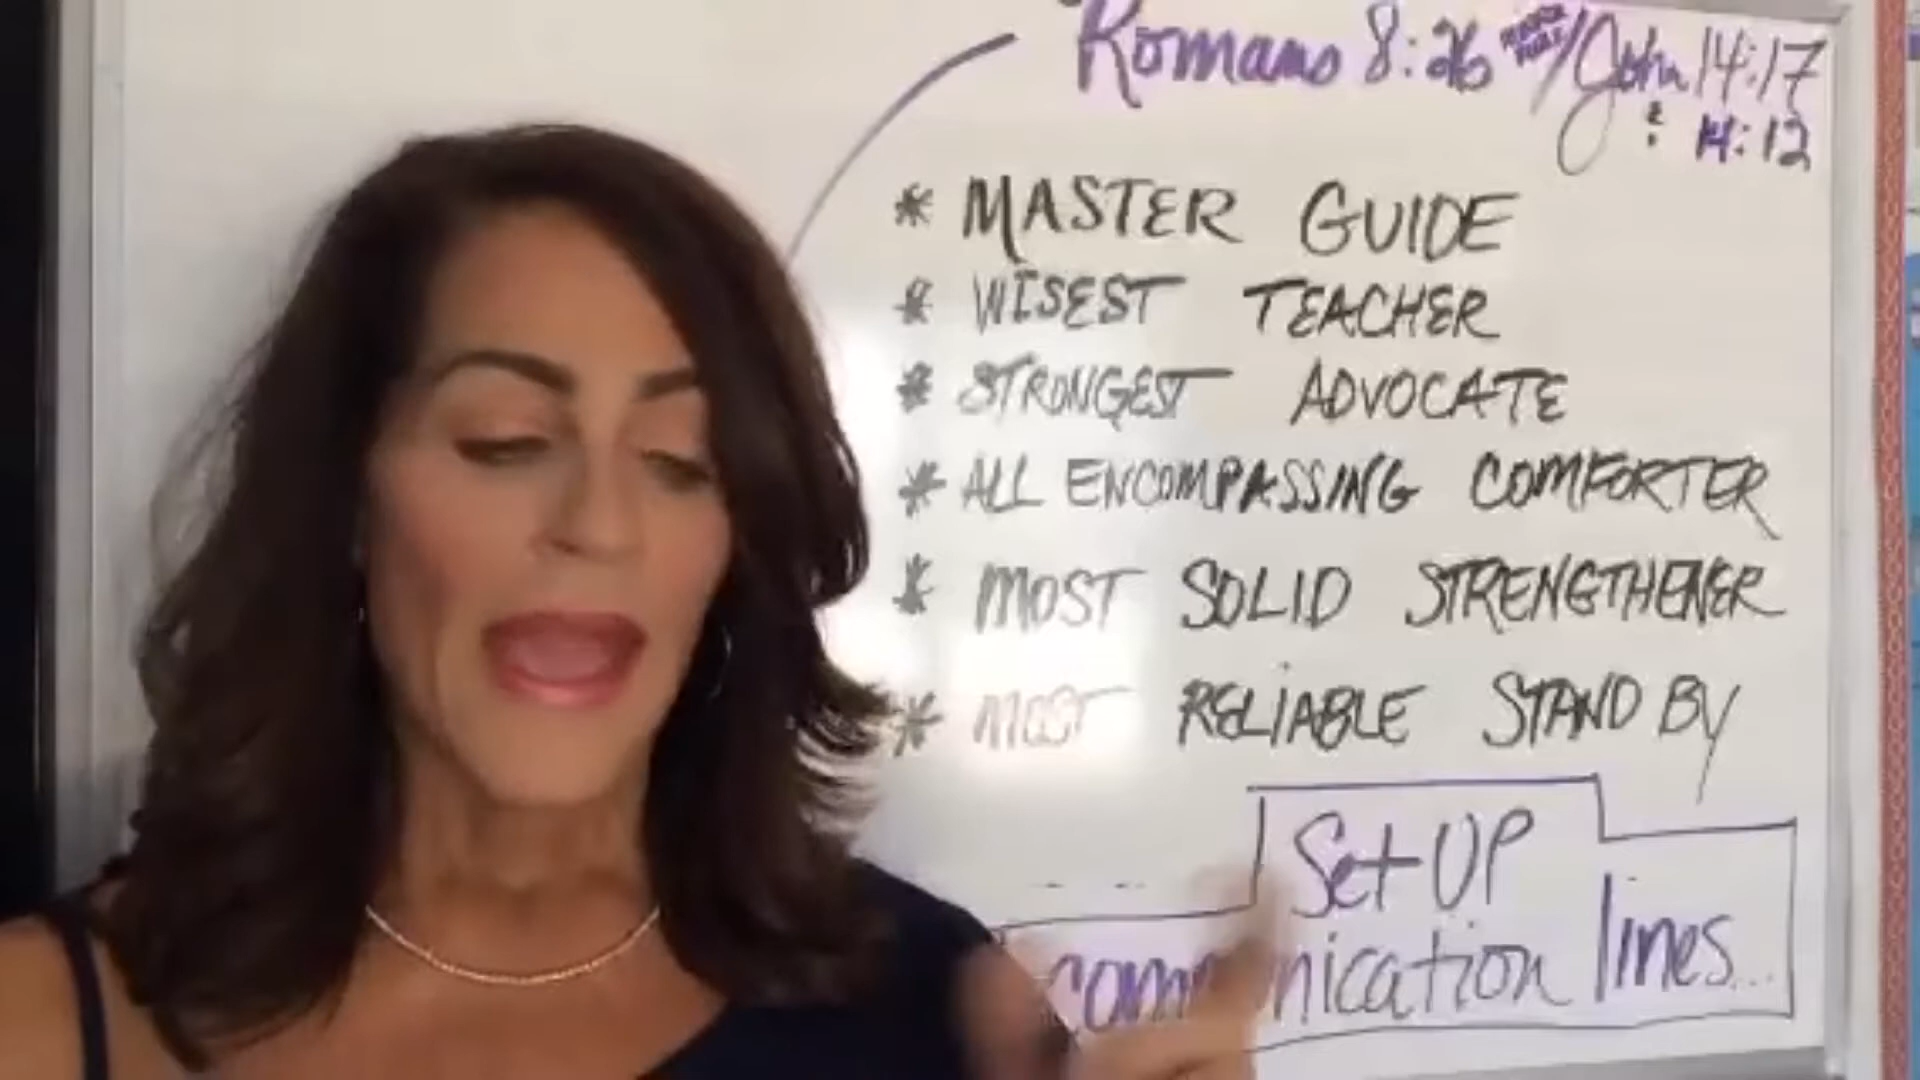 Romans 8:26 / John 14:17
& 14:12
* MASTER GUIDE
* WISEST TEACHER
* STRONGEST ADVOCATE
* ALL ENCOMPASSING COMFORTER
* MOST SOLID STRENGTHENER
* MOST RELIABLE STAND BY
Set UP
communication lines...